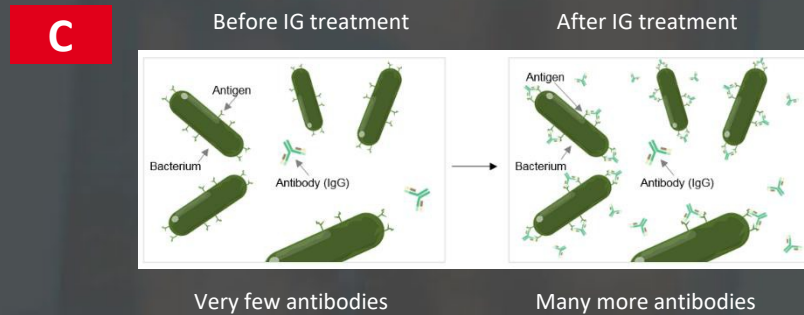 C
Before IG treatment
After IG treatment
Antigen
Bacterium
Antibody (IgG)
Antigen
Bacterium
Antibody (IgG)
Very few antibodies
Many more antibodies